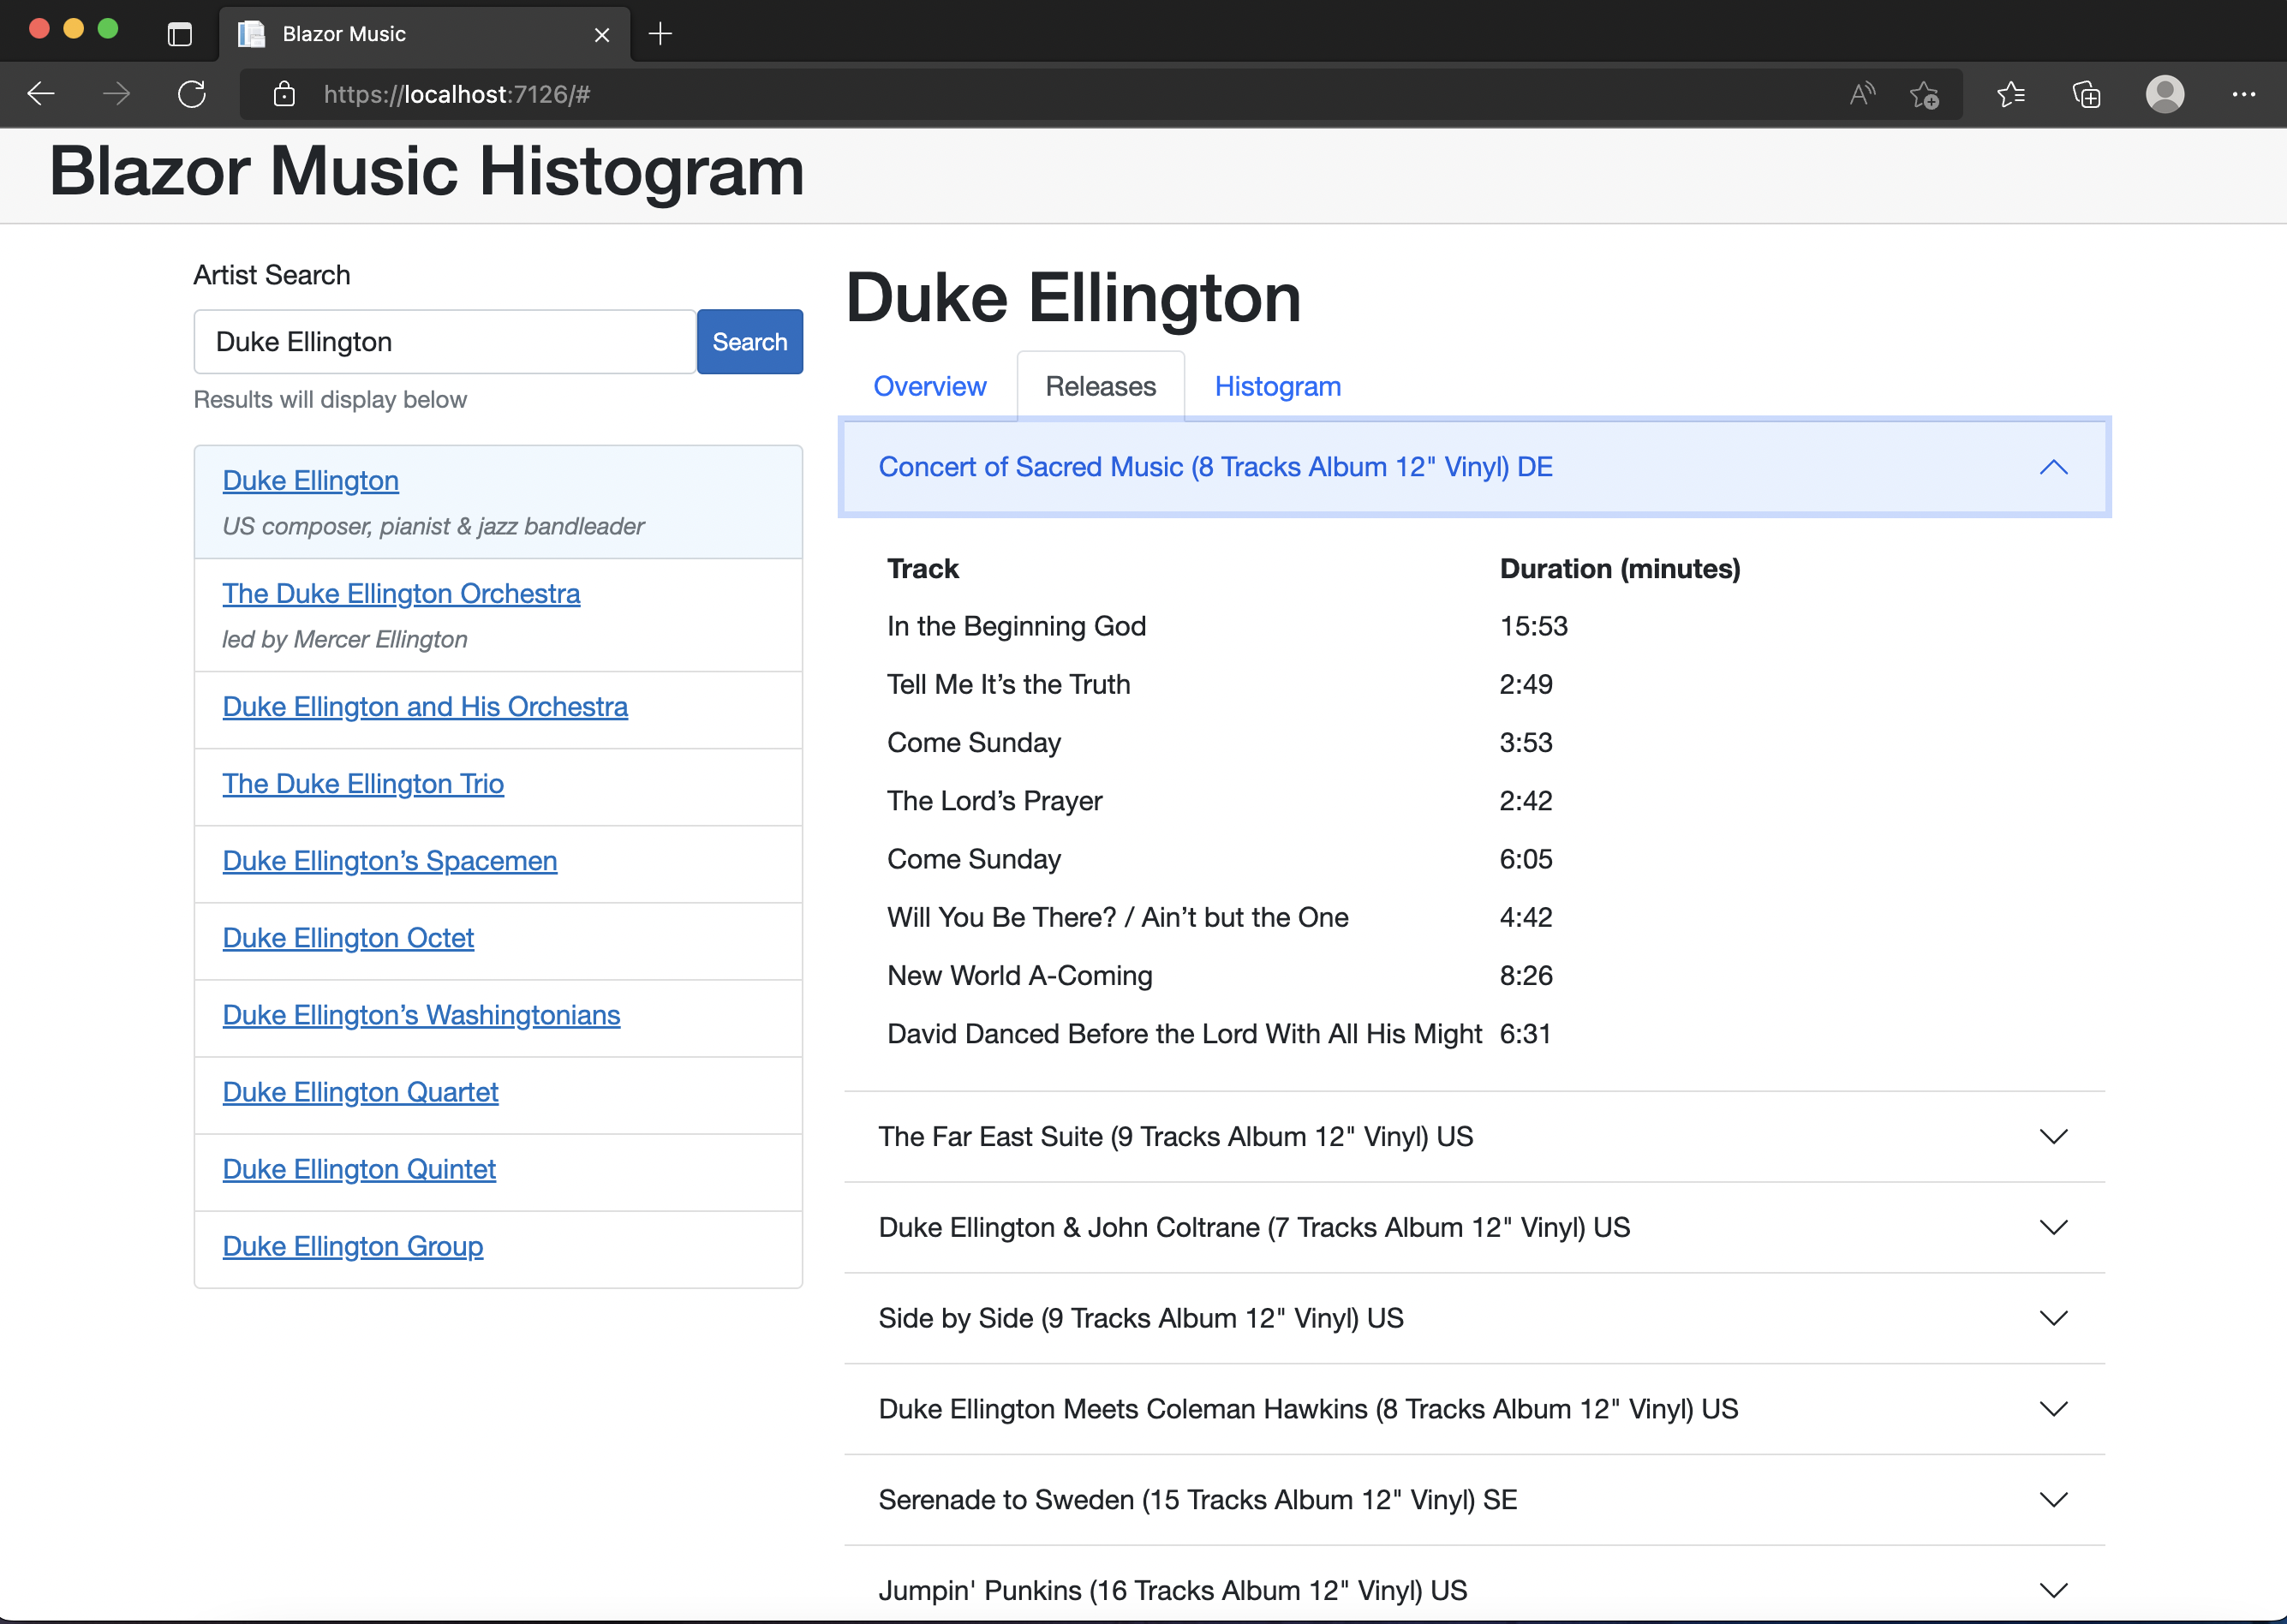 Blazor Music
https://localhost:7126/#
Blazor Music Histogram
Artist Search
Duke Ellington
Search
Results will display below
Duke Ellington
US composer, pianist & jazz bandleader
The Duke Ellington Orchestra
led by Mercer Ellington
Duke Ellington and His Orchestra
The Duke Ellington Trio
Duke Ellington’s Spacemen
Duke Ellington Octet
Duke Ellington’s Washingtonians
Duke Ellington Quartet
Duke Ellington Quintet
Duke Ellington Group
Duke Ellington
Overview Releases Histogram
Concert of Sacred Music (8 Tracks Album 12" Vinyl) DE
Track Duration (minutes)
In the Beginning God 15:53
Tell Me It’s the Truth 2:49
Come Sunday 3:53
The Lord’s Prayer 2:42
Come Sunday 6:05
Will You Be There? / Ain’t but the One 4:42
New World A-Coming 8:26
David Danced Before the Lord With All His Might 6:31
The Far East Suite (9 Tracks Album 12" Vinyl) US
Duke Ellington & John Coltrane (7 Tracks Album 12" Vinyl) US
Side by Side (9 Tracks Album 12" Vinyl) US
Duke Ellington Meets Coleman Hawkins (8 Tracks Album 12" Vinyl) US
Serenade to Sweden (15 Tracks Album 12" Vinyl) SE
Jumpin' Punkins (16 Tracks Album 12" Vinyl) US